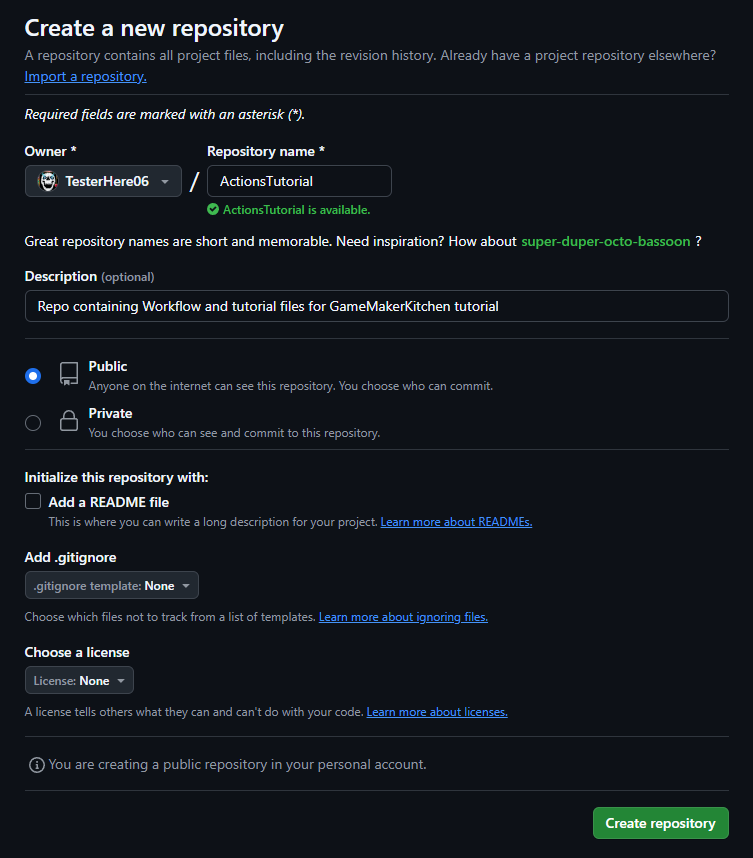 Create a new repository
A repository contains all project files, including the revision history. Already have a project repository elsewhere?
Import a repository.
Required fields are marked with an asterisk (*).
Owner * Repository name *
TesterHere06 / ActionsTutorial
ActionsTutorial is available.
Great repository names are short and memorable. Need inspiration? How about super-duper-octo-bassoon ?
Description (optional)
Repo containing Workflow and tutorial files for GameMakerKitchen tutorial
Public
Anyone on the internet can see this repository. You choose who can commit.
Private
You choose who can see and commit to this repository.
Initialize this repository with:
Add a README file
This is where you can write a long description for your project. Learn more about READMEs.
Add .gitignore
.gitignore template: None
Choose which files not to track from a list of templates. Learn more about ignoring files.
Choose a license
License: None
A license tells others what they can and can't do with your code. Learn more about licenses.
You are creating a public repository in your personal account.
Create repository